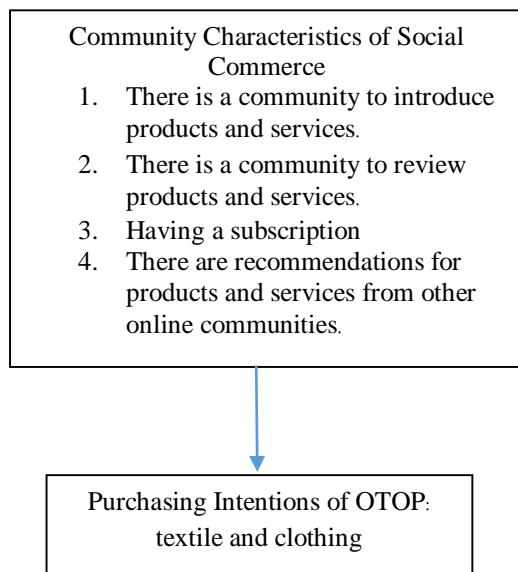 Community Characteristics of Social
Commerce
1. There is a community to introduce
products and services.
2. There is a community to review
products and services.
3. Having a subscription
4. There are recommendations for
products and services from other
online communities.
Purchasing Intentions of OTOP:
textile and clothing